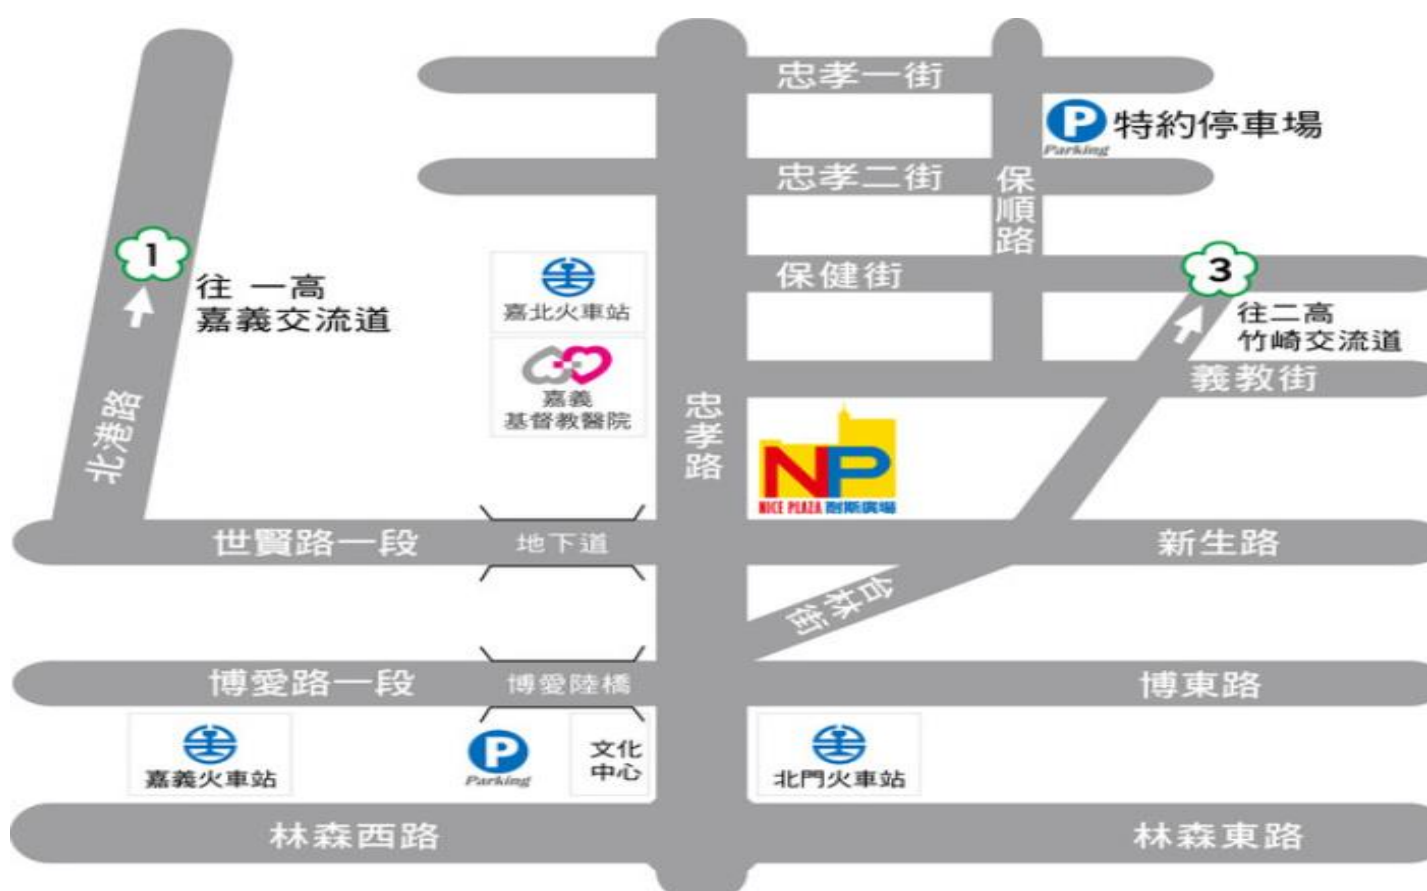 忠孝一街
P 特約停車場
Parking
忠孝二街
保順路
1
往 一高
嘉義交流道
嘉北火車站
保健街
3
往二高
竹崎交流道
嘉義
基督教醫院
義教街
北港路
忠孝路
NP
NICE PLAZA 耐斯廣場
世賢路一段
地下道
新生路
台林街
博愛路一段
博愛陸橋
博東路
嘉義火車站
P
Parking
文化
中心
北門火車站
林森西路
林森東路